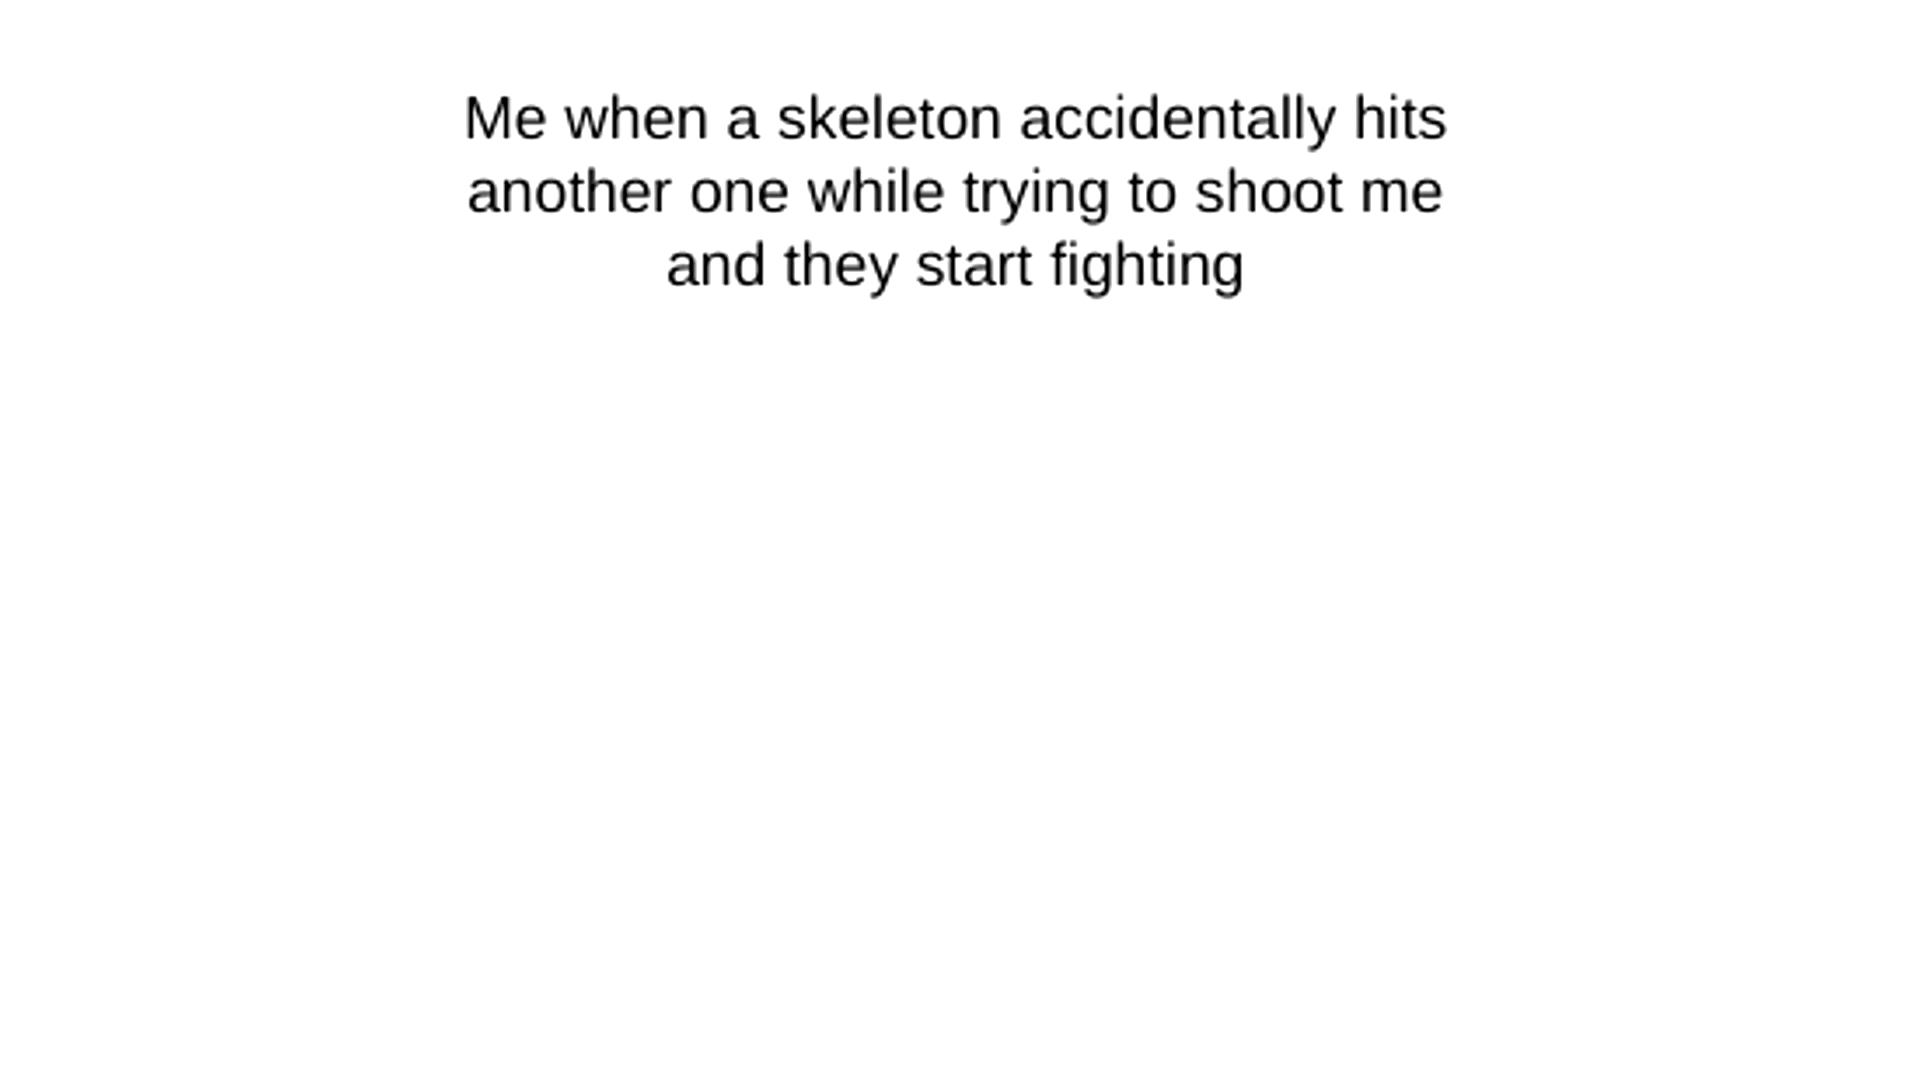 Me when a skeleton accidentally hits
another one while trying to shoot me
and they start fighting